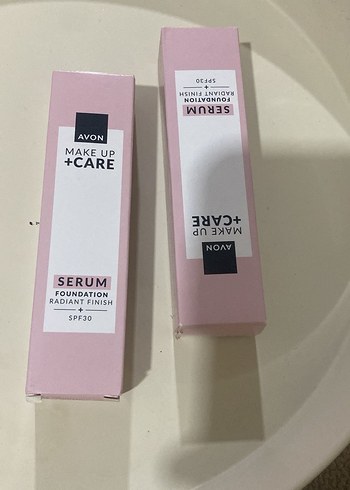 AVON
MAKE UP
+CARE
SERUM
FOUNDATION
RADIANT FINISH
+
SPF30
AVON
MAKE UP
+CARE
SERUM
FOUNDATION
RADIANT FINISH
+
SPF30